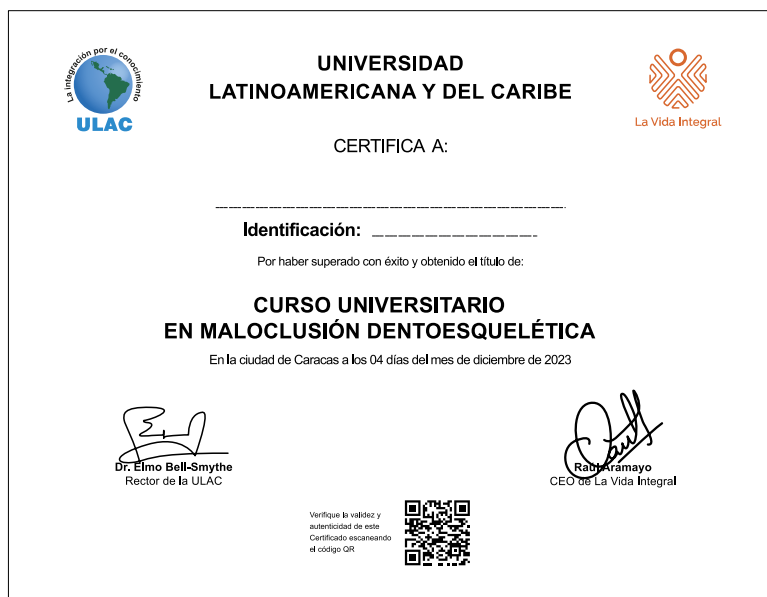 La integración por el conocimiento
ULAC
UNIVERSIDAD
LATINOAMERICANA Y DEL CARIBE
La Vida Integral
CERTIFICA A:
Identificación:
Por haber superado con éxito y obtenido el título de:
CURSO UNIVERSITARIO
EN MALOCLUSIÓN DENTOESQUELÉTICA
En la ciudad de Caracas a los 04 días del mes de diciembre de 2023
Dr. Elmo Bell-Smythe
Rector de la ULAC
Raúl Aramayo
CEO de La Vida Integral
Verifique la validez y
autenticidad de este
Certificado escaneando
el código QR